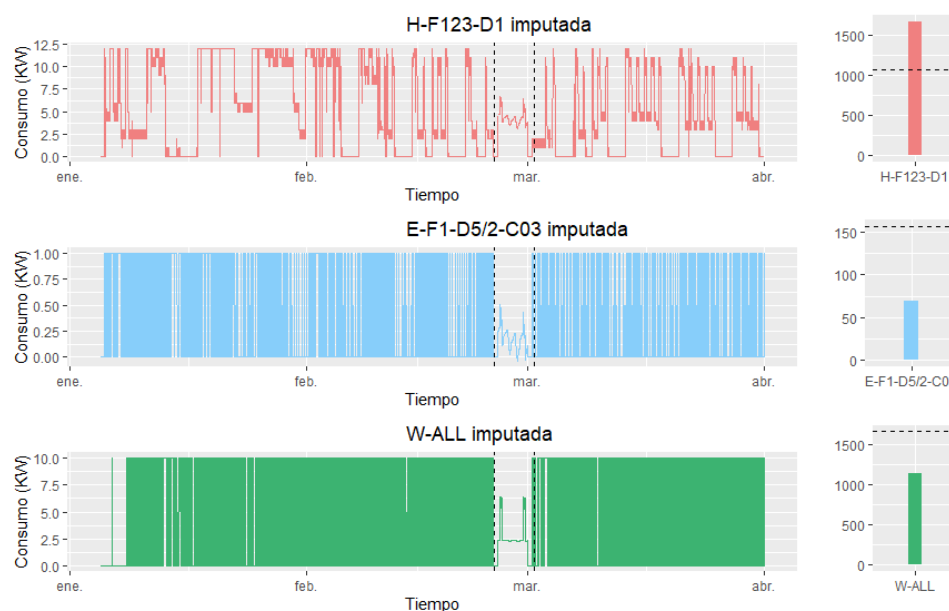 H-F123-D1 imputada
Consumo (KW)
12.5
10.0
7.5
5.0
2.5
0.0
ene.
feb.
mar.
abr.
Tiempo
1500
1000
500
0
H-F123-D1
E-F1-D5/2-C03 imputada
Consumo (KW)
1.00
0.75
0.50
0.25
0.00
ene.
feb.
mar.
abr.
Tiempo
150
100
50
0
E-F1-D5/2-C0
W-ALL imputada
Consumo (KW)
10.0
7.5
5.0
2.5
0.0
ene.
feb.
mar.
abr.
Tiempo
1500
1000
500
0
W-ALL